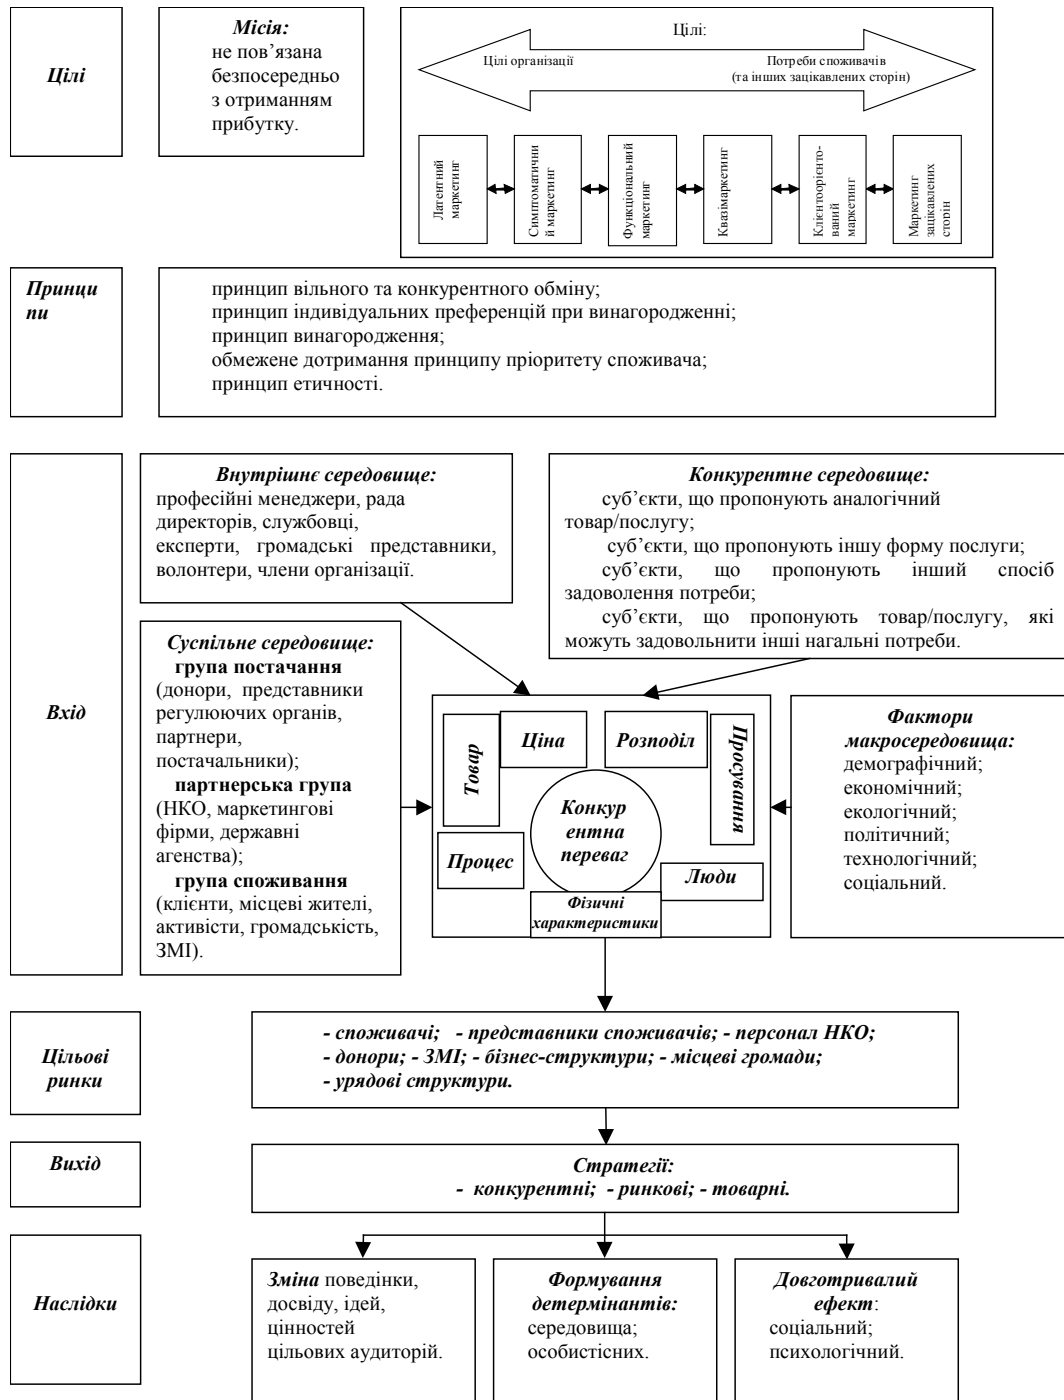 Цілі
Місія:
не пов’язана
безпосередньо
з отриманням
прибутку.
Цілі:
Цілі організації
Потреби споживачів
(та інших зацікавлених сторін)
Латентний
маркетинг
Симптоматични
й маркетинг
Функціональний
маркетинг
Квазімаркетинг
Клієнтоорієнто-
ваний
маркетинг
Маркетинг
зацікавлених
сторін
Принци
пи
принцип вільного та конкурентного обміну;
принцип індивідуальних преференцій при винагородженні;
принцип винагородження;
обмежене дотримання принципу пріоритету споживача;
принцип етичності.
Вхід
Внутрішнє середовище:
професійні менеджери, рада
директорів, службовці,
експерти, громадські представники,
волонтери, члени організації.
Конкурентне середовище:
суб’єкти, що пропонують аналогічний
товар/послугу;
суб’єкти, що пропонують іншу форму послуги;
суб’єкти, що пропонують інший спосіб
задоволення потреби;
суб’єкти, що пропонують товар/послугу, які
можуть задовольнити інші нагальні потреби.
Суспільне середовище:
група постачання
(донори, представники
регулюючих органів,
партнери,
постачальники);
партнерська група
(НКО, маркетингові
фірми, державні
агенства);
група споживання
(клієнти, місцеві жителі,
активісти, громадськість,
ЗМІ).
Товар
Ціна
Розподіл
Просування
Конкур
ентна
переваг
Процес
Люди
Фізичні
характеристики
Фактори
макросередовища:
демографічний;
економічний;
екологічний;
політичний;
технологічний;
соціальний.
Цільові
ринки
- споживачі; - представники споживачів; - персонал НКО;
- донори; - ЗМІ; - бізнес-структури; - місцеві громади;
- урядові структури.
Вихід
Стратегії:
- конкурентні; - ринкові; - товарні.
Наслідки
Зміна поведінки,
досвіду, ідей,
цінностей
цільових аудиторій.
Формування
детермінантів:
середовища;
особистісних.
Довготривалий
ефект:
соціальний;
психологічний.